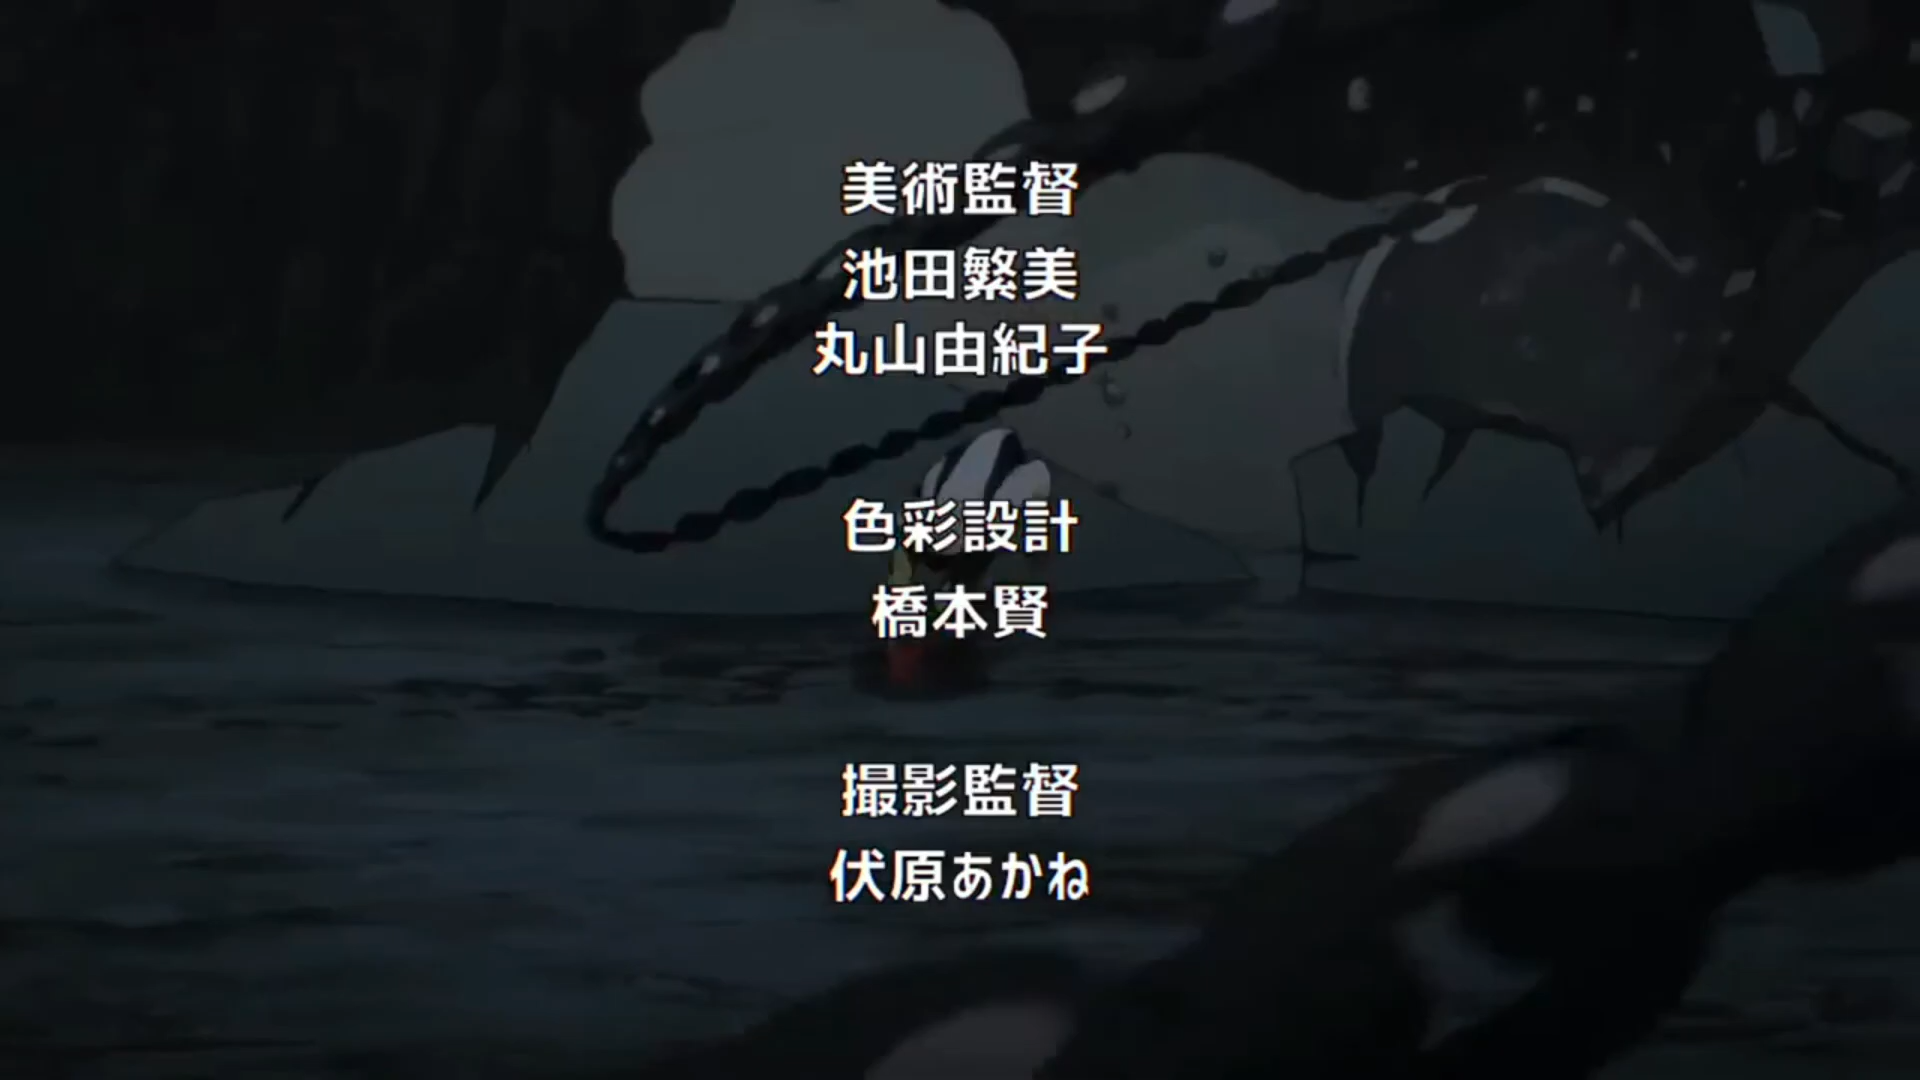 美術監督
池田繁美
丸山由紀子
色彩設計
橋本賢
撮影監督
伏原あかね